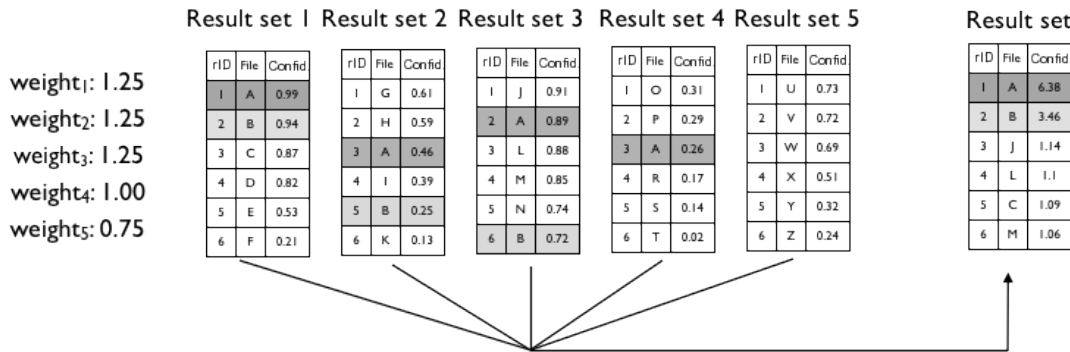 Result set 1 Result set 2 Result set 3 Result set 4 Result set 5 Result set
weight1: 1.25
weight2: 1.25
weight3: 1.25
weight4: 1.00
weight5: 0.75
rID File Confid.
1 A 0.99
2 B 0.94
3 C 0.87
4 D 0.82
5 E 0.53
6 F 0.21
rID File Confid.
1 G 0.61
2 H 0.59
3 A 0.46
4 I 0.39
5 B 0.25
6 K 0.13
rID File Confid.
1 J 0.91
2 A 0.89
3 L 0.88
4 M 0.85
5 N 0.74
6 B 0.72
rID File Confid.
1 O 0.31
2 P 0.29
3 A 0.26
4 R 0.17
5 S 0.14
6 T 0.02
rID File Confid.
1 U 0.73
2 V 0.72
3 W 0.69
4 X 0.51
5 Y 0.32
6 Z 0.24
rID File Confid.
1 A 6.38
2 B 3.46
3 J 1.14
4 L 1.1
5 C 1.09
6 M 1.06